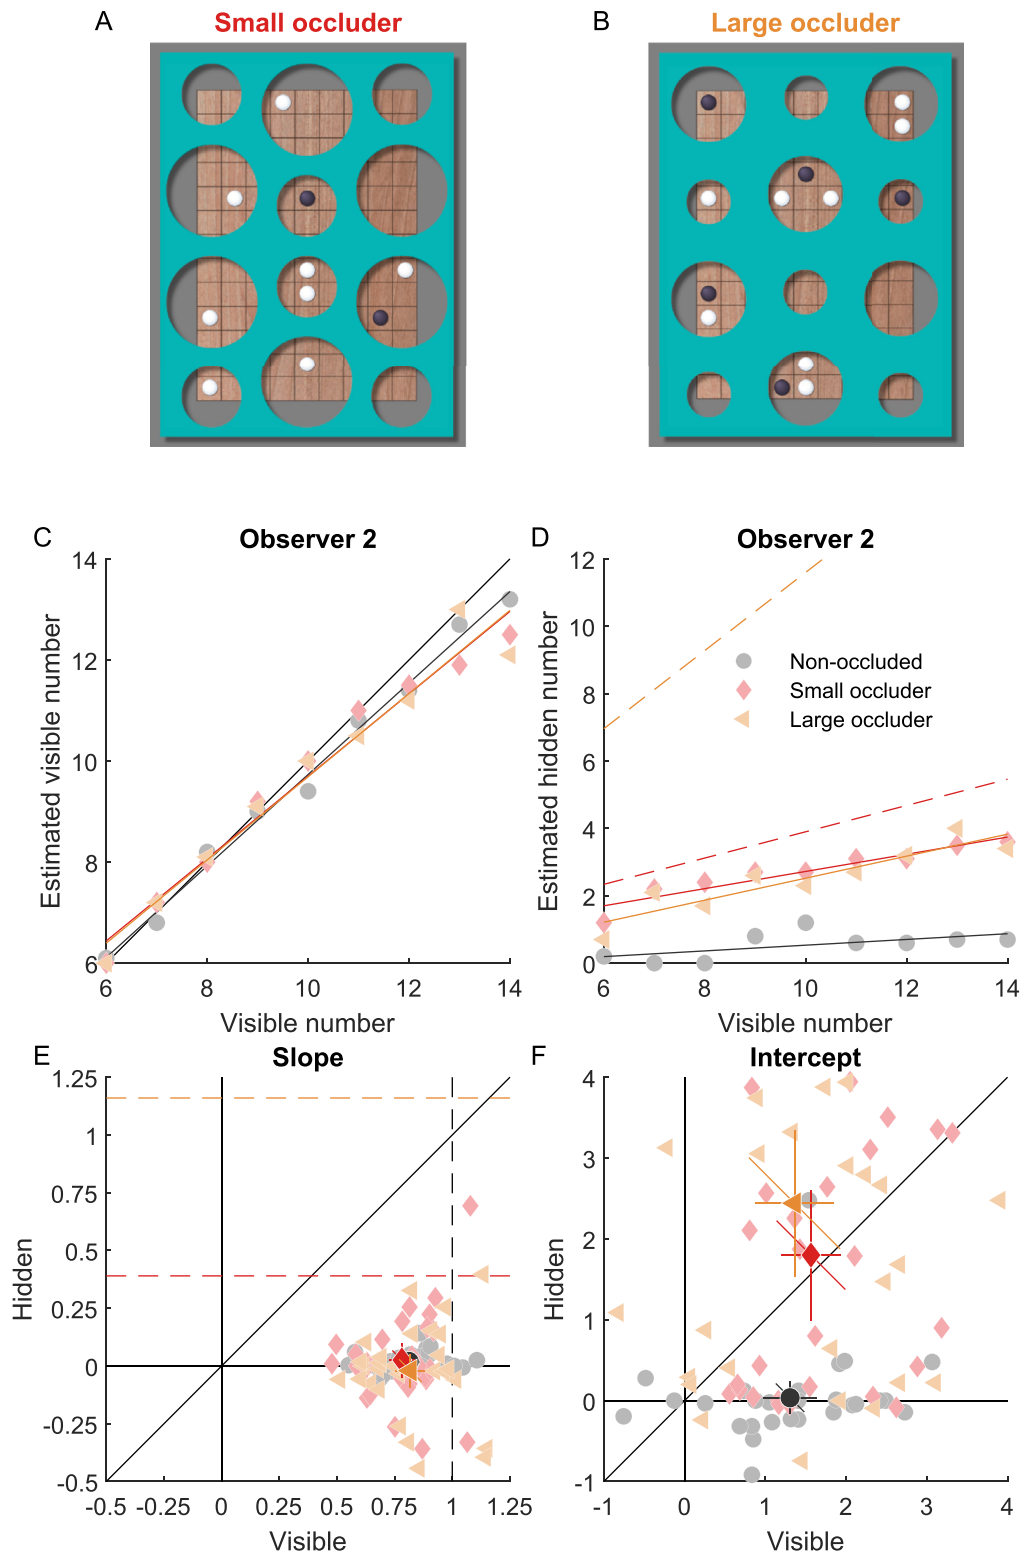 A
Small occluder
B
Large occluder
C
Observer 2
Estimated visible number
14
12
10
8
6
6
8
10
12
14
Visible number
D
Observer 2
Estimated hidden number
12
10
8
6
4
2
0
6
8
10
12
14
Visible number
Non-occluded
Small occluder
Large occluder
E
Slope
Hidden
1.25
1
0.75
0.5
0.25
0
-0.25
-0.5
-0.5
-0.25
0
0.25
0.5
0.75
1
1.25
Visible
F
Intercept
Hidden
4
3
2
1
0
-1
-1
0
1
2
3
4
Visible